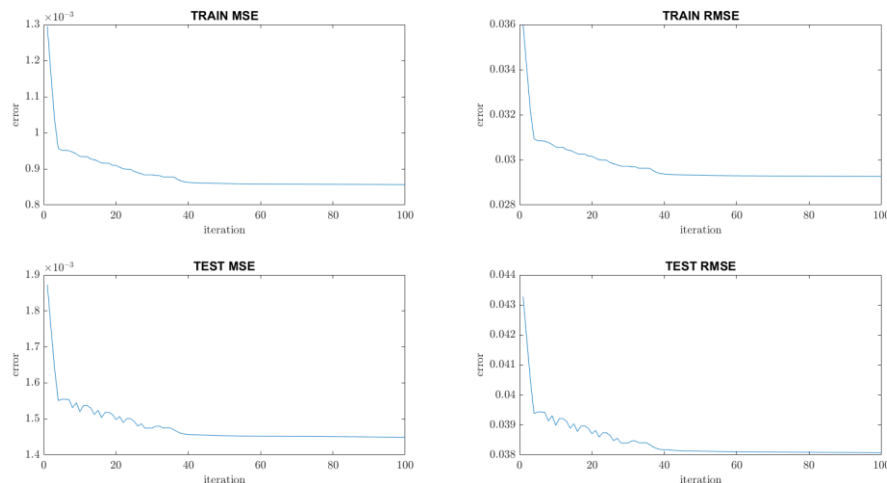 TRAIN MSE
×10⁻³
1.3
1.2
1.1
1
0.9
0.8
error
0 20 40 60 80 100
iteration
TRAIN RMSE
0.036
0.034
0.032
0.03
0.028
error
0 20 40 60 80 100
iteration
TEST MSE
×10⁻³
1.9
1.8
1.7
1.6
1.5
1.4
error
0 20 40 60 80 100
iteration
TEST RMSE
0.044
0.043
0.042
0.041
0.04
0.039
0.038
error
0 20 40 60 80 100
iteration